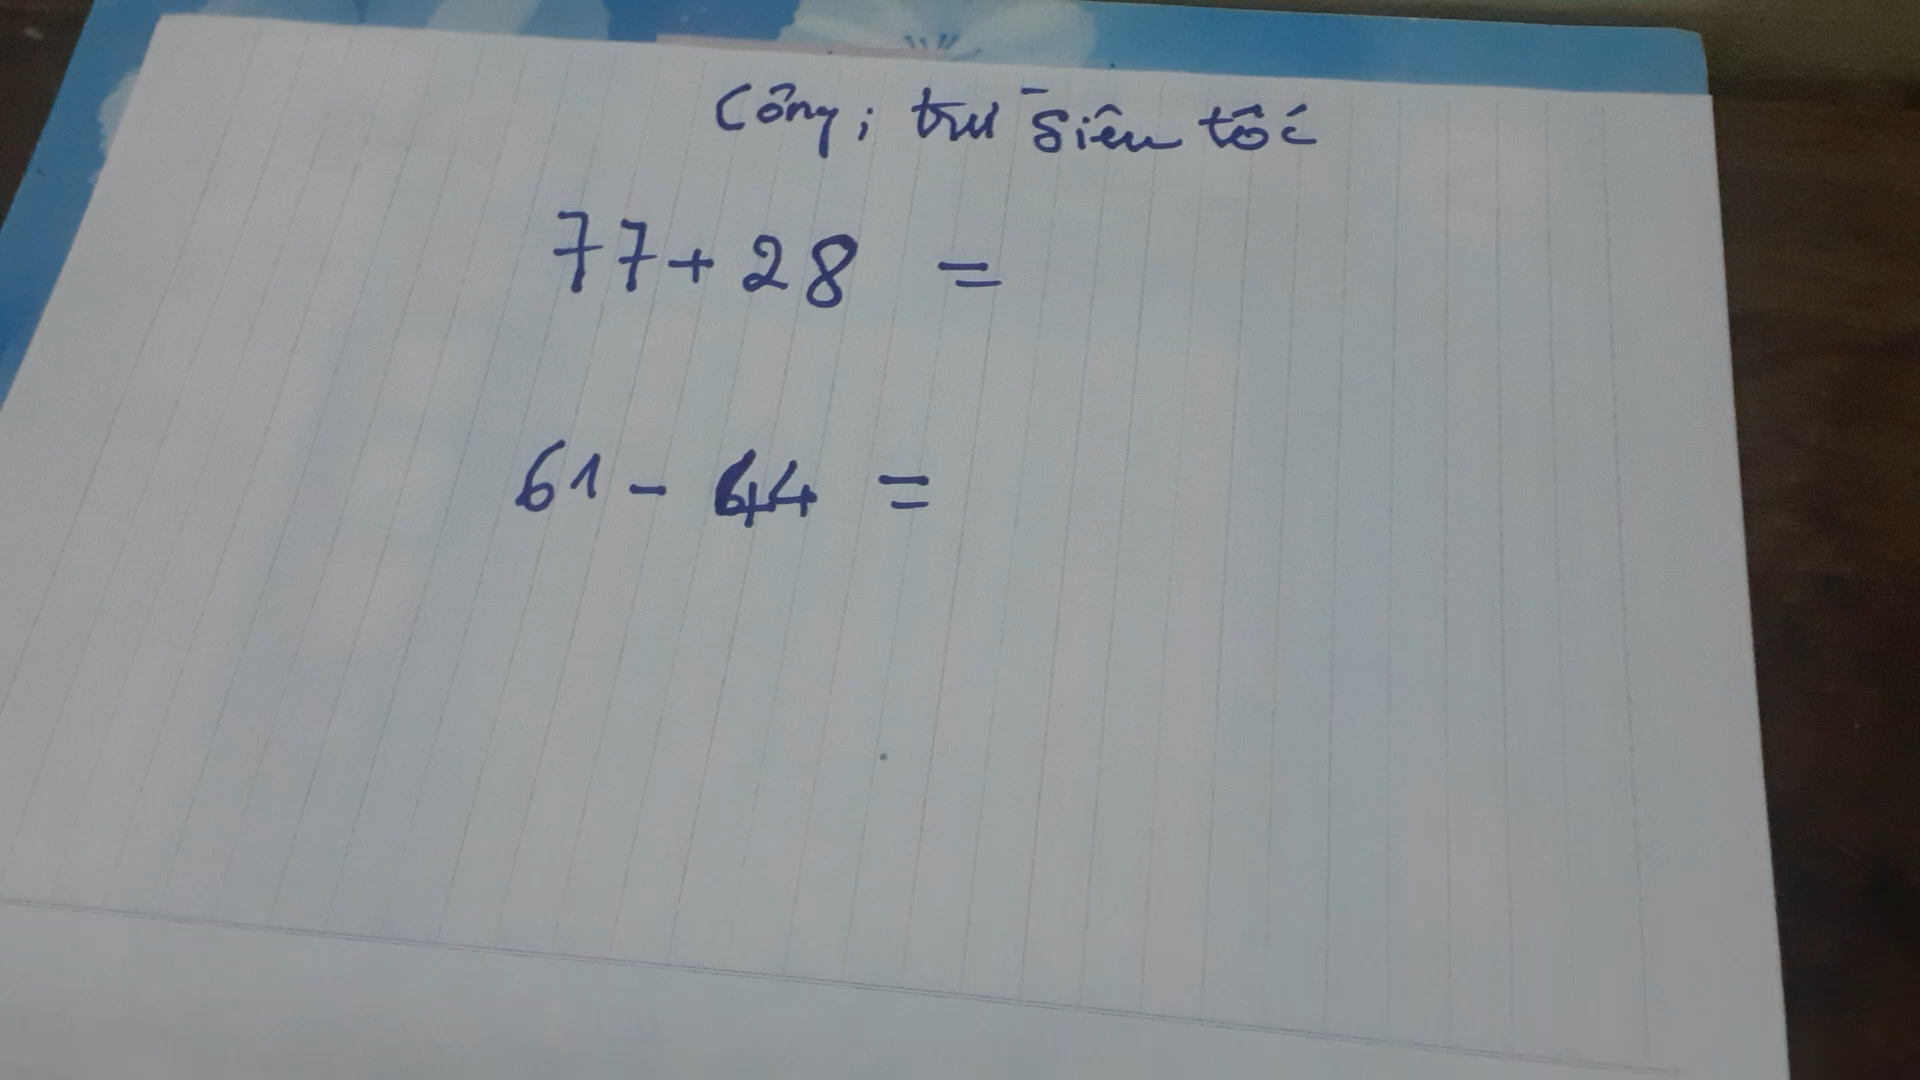 Cộng; trừ siêu tốc
77 + 28 =
61 - 44 =